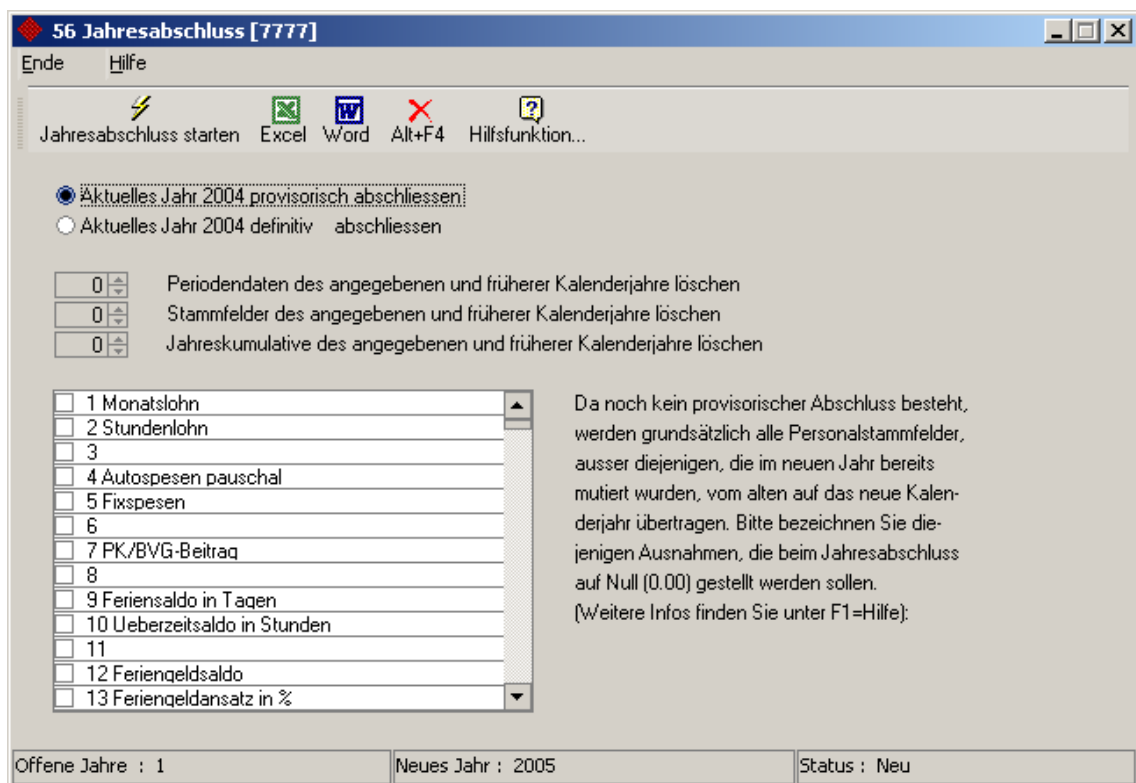 56 Jahresabschluss [7777]
Ende Hilfe
Jahresabschluss starten Excel Word Alt+F4 Hilfsfunktion...
Aktuelles Jahr 2004 provisorisch abschliessen
Aktuelles Jahr 2004 definitiv abschliessen
0 Periodendaten des angegebenen und früherer Kalenderjahre löschen
0 Stammfelder des angegebenen und früherer Kalenderjahre löschen
0 Jahreskumulative des angegebenen und früherer Kalenderjahre löschen
1 Monatslohn
2 Stundenlohn
3
4 Autospesen pauschal
5 Fixspesen
6
7 PK/BVG-Beitrag
8
9 Feriensaldo in Tagen
10 Ueberzeitsaldo in Stunden
11
12 Feriengeldsaldo
13 Feriengeldansatz in %
Da noch kein provisorischer Abschluss besteht,
werden grundsätzlich alle Personalstammfelder,
ausser diejenigen, die im neuen Jahr bereits
mutiert wurden, vom alten auf das neue Kalen-
derjahr übertragen. Bitte bezeichnen Sie die-
jenigen Ausnahmen, die beim Jahresabschluss
auf Null (0.00) gestellt werden sollen.
(Weitere Infos finden Sie unter F1=Hilfe):
Offene Jahre : 1 Neues Jahr : 2005 Status : Neu